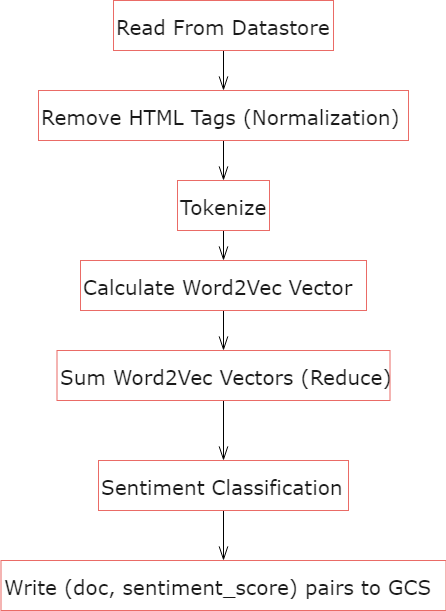 Read From Datastore
Remove HTML Tags (Normalization)
Tokenize
Calculate Word2Vec Vector
Sum Word2Vec Vectors (Reduce)
Sentiment Classification
Write (doc, sentiment_score) pairs to GCS